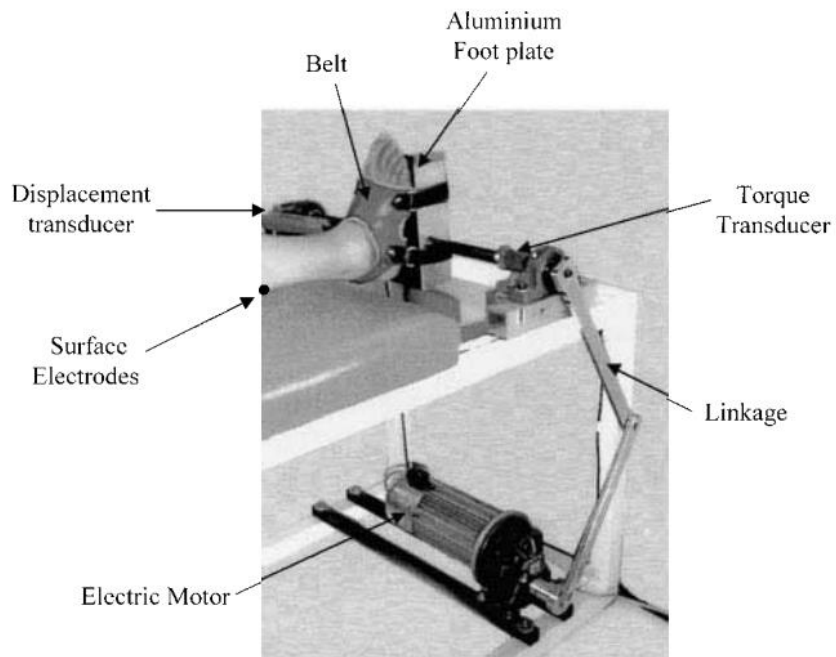 Aluminium
Foot plate
Belt
Displacement
transducer
Torque
Transducer
Surface
Electrodes
Linkage
Electric Motor